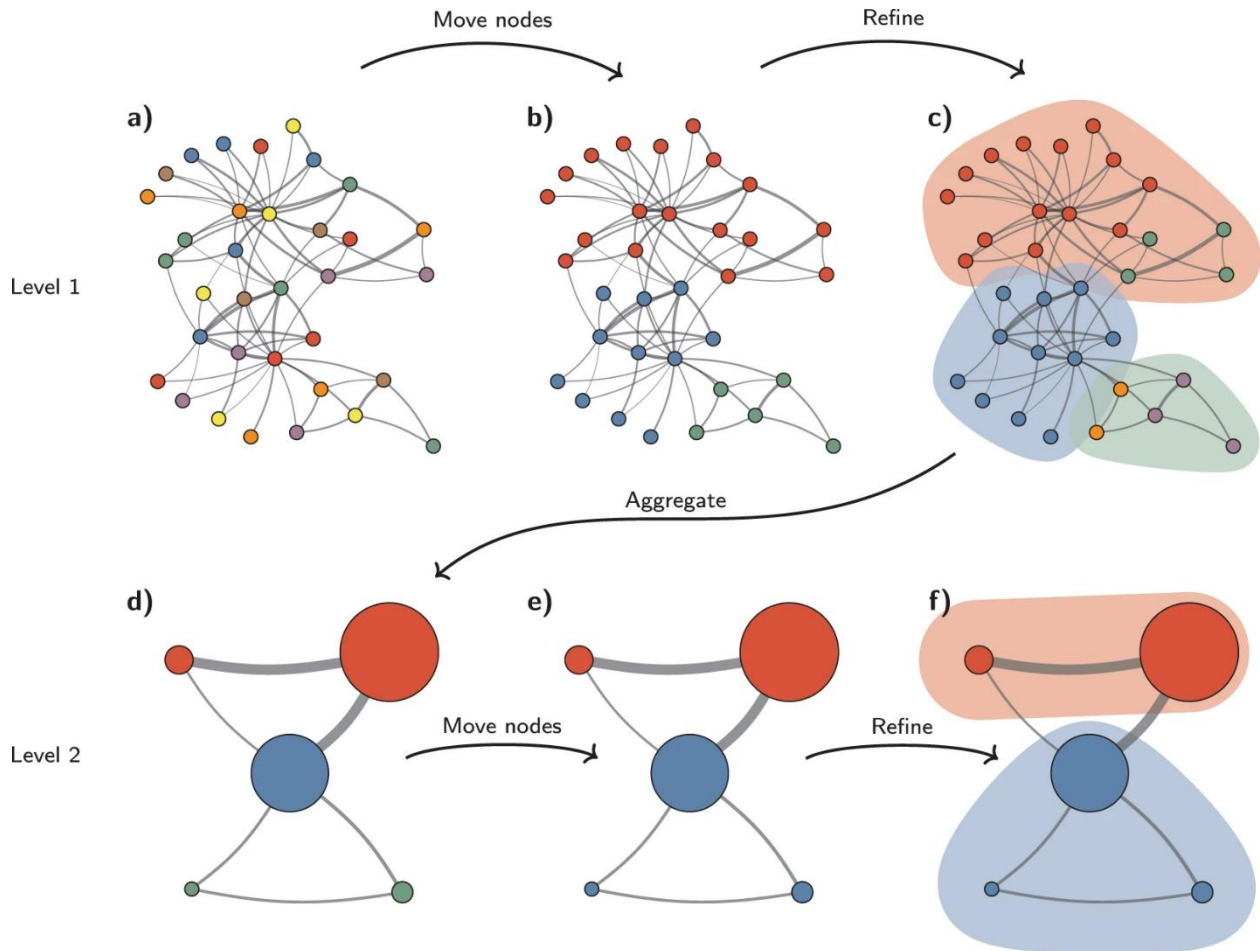 Move nodes
Refine
a)
b)
c)
Level 1
Aggregate
d)
e)
f)
Move nodes
Refine
Level 2